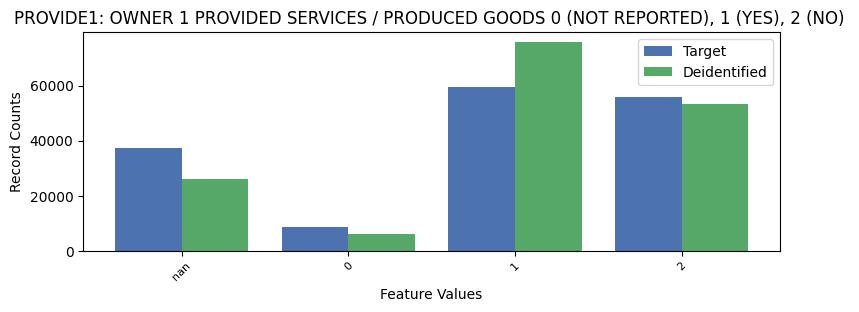 PROVIDE1: OWNER 1 PROVIDED SERVICES / PRODUCED GOODS 0 (NOT REPORTED), 1 (YES), 2 (NO)
Target
Deidentified
Record Counts
60000
40000
20000
0
nan
0
1
2
Feature Values